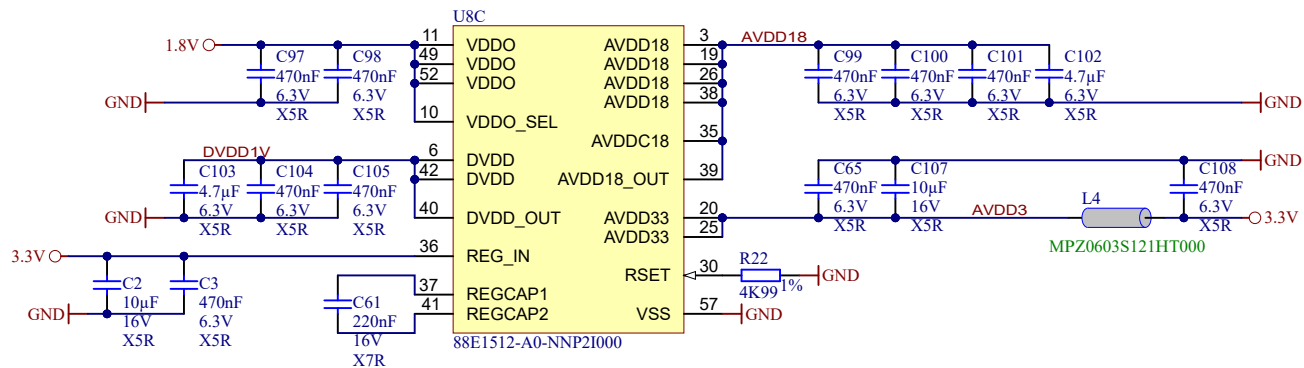 U8C
1.8V
C97
470nF
6.3V
X5R
C98
470nF
6.3V
X5R
GND
11
49
52
10
VDDO
VDDO
VDDO
VDDO_SEL
DVDD1V
C103
4.7µF
6.3V
X5R
C104
470nF
6.3V
X5R
C105
470nF
6.3V
X5R
GND
6
42
40
DVDD
DVDD
DVDD_OUT
3.3V
36
REG_IN
C2
10µF
16V
X5R
C3
470nF
6.3V
X5R
GND
C61
220nF
16V
X7R
37
41
REGCAP1
REGCAP2
88E1512-A0-NNP2I000
AVDD18
AVDD18
AVDD18
AVDD18
AVDDC18
AVDD18_OUT
AVDD33
AVDD33
RSET
VSS
3
19
26
38
35
39
20
25
30
57
AVDD18
C99
470nF
6.3V
X5R
C100
470nF
6.3V
X5R
C101
470nF
6.3V
X5R
C102
4.7µF
6.3V
X5R
GND
GND
C65
470nF
6.3V
X5R
C107
10µF
16V
X5R
AVDD3
L4
MPZ0603S121HT000
C108
470nF
6.3V
X5R
3.3V
R22
4K99
1%
GND
GND